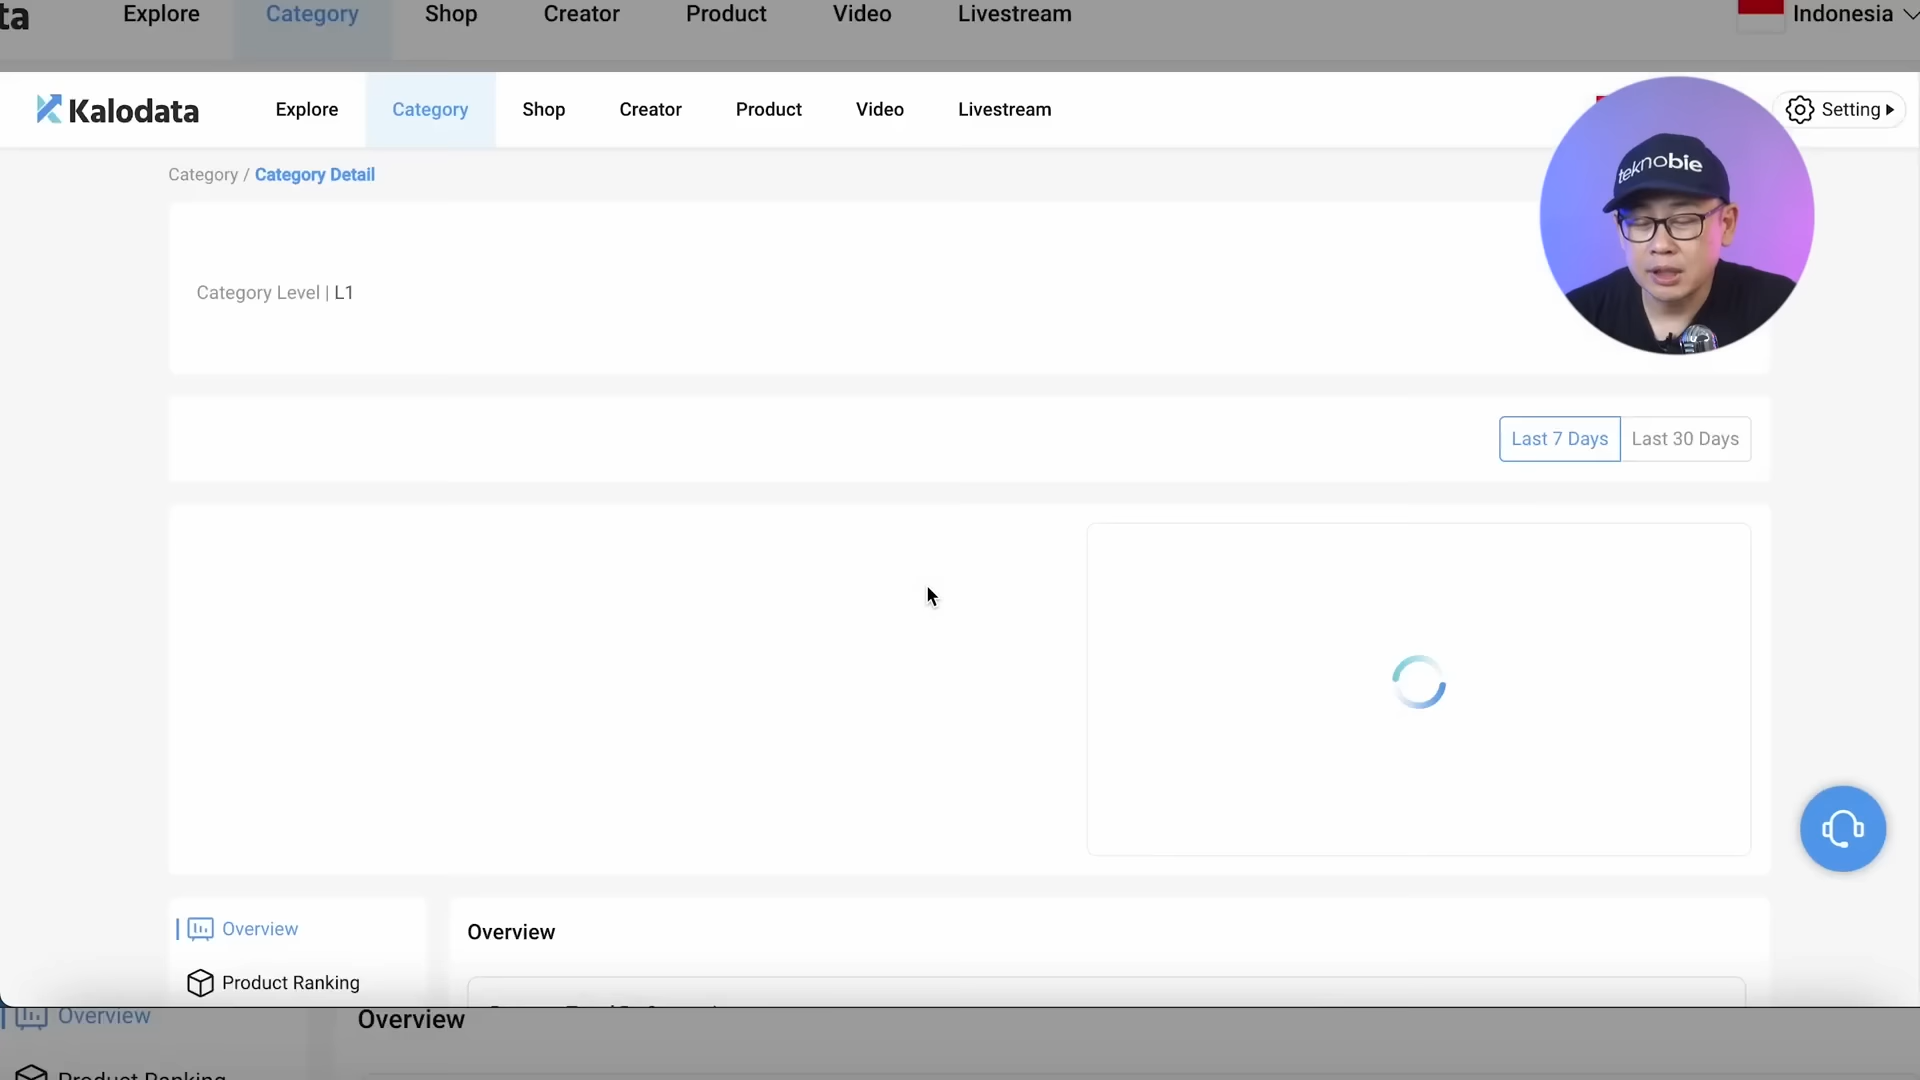 ta
Explore
Category
Shop
Creator
Product
Video
Livestream
Indonesia
Kalodata
Explore
Category
Shop
Creator
Product
Video
Livestream
Setting
Category / Category Detail
teknobie
Category Level | L1
Last 7 Days
Last 30 Days
Overview
Product Ranking
Overview
Overview
Overview
Product Ranking